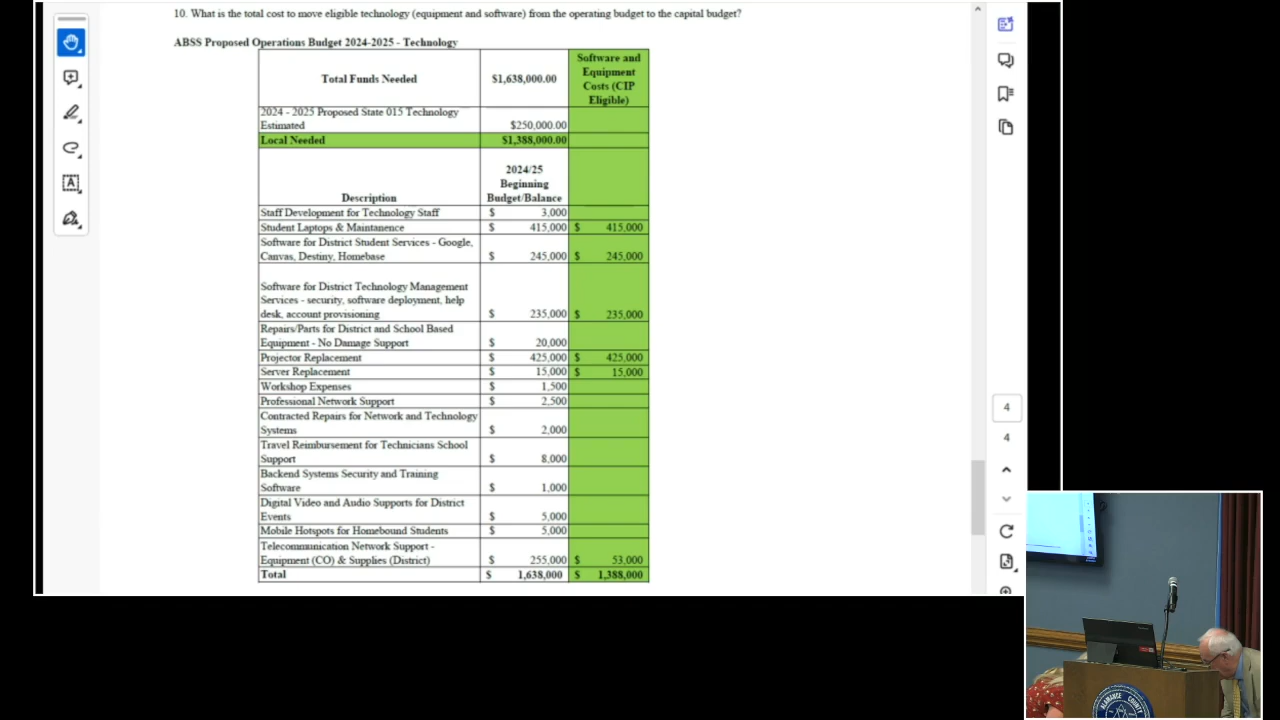 10. What is the total cost to move eligible technology (equipment and software) from the operating budget to the capital budget?
ABSS Proposed Operations Budget 2024-2025 - Technology
Total Funds Needed $1,638,000.00 Software and Equipment Costs (CIP Eligible)
2024 - 2025 Proposed State 015 Technology
Estimated $250,000.00
Local Needed $1,388,000.00
Description 2024/25 Beginning Budget/Balance
Staff Development for Technology Staff $ 3,000
Student Laptops & Maintanence $ 415,000 $ 415,000
Software for District Student Services - Google,
Canvas, Destiny, Homebase $ 245,000 $ 245,000
Software for District Technology Management
Services - security, software deployment, help
desk, account provisioning $ 235,000 $ 235,000
Repairs/Parts for District and School Based
Equipment - No Damage Support $ 20,000
Projector Replacement $ 425,000 $ 425,000
Server Replacement $ 15,000 $ 15,000
Workshop Expenses $ 1,500
Professional Network Support $ 2,500
Contracted Repairs for Network and Technology
Systems $ 2,000
Travel Reimbursement for Technicians School
Support $ 8,000
Backend Systems Security and Training
Software $ 1,000
Digital Video and Audio Supports for District
Events $ 5,000
Mobile Hotspots for Homebound Students $ 5,000
Telecommunication Network Support -
Equipment (CO) & Supplies (District) $ 255,000 $ 53,000
Total $ 1,638,000 $ 1,388,000
4
4
ALAMANCE COUNTY